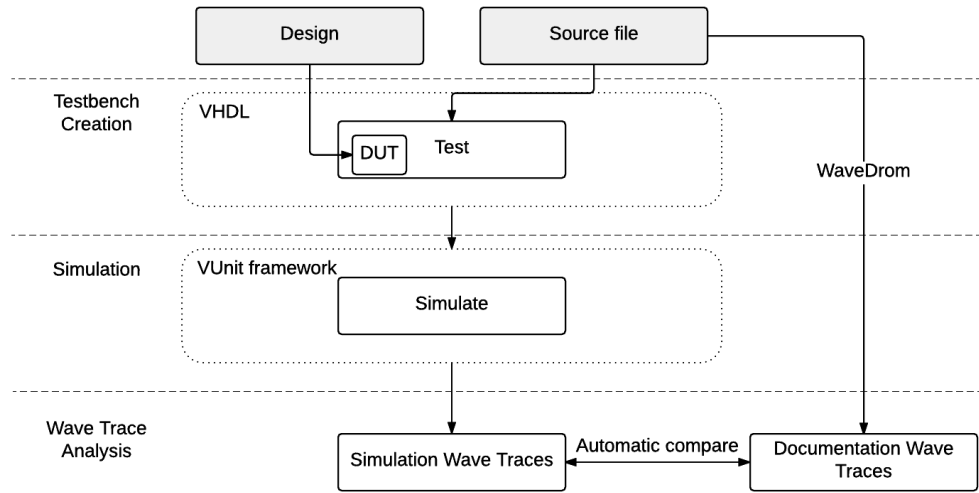 Design
Source file
Testbench
Creation
VHDL
DUT
Test
WaveDrom
Simulation
VUnit framework
Simulate
Wave Trace
Analysis
Simulation Wave Traces
Automatic compare
Documentation Wave
Traces